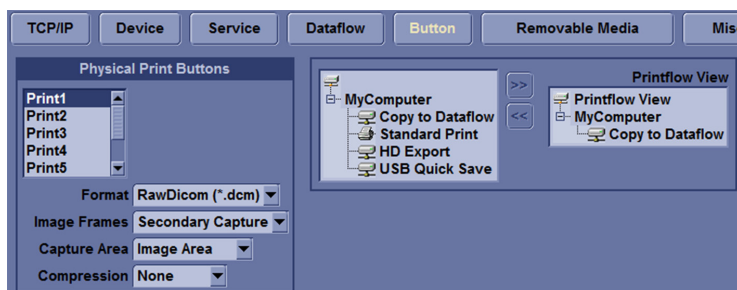 TCP/IP Device Service Dataflow Button Removable Media Mis
Physical Print Buttons
Print1
Print2
Print3
Print4
Print5
Format RawDicom (*.dcm)
Image Frames Secondary Capture
Capture Area Image Area
Compression None
MyComputer
Copy to Dataflow
Standard Print
HD Export
USB Quick Save
>>
<<
Printflow View
Printflow View
MyComputer
Copy to Dataflow